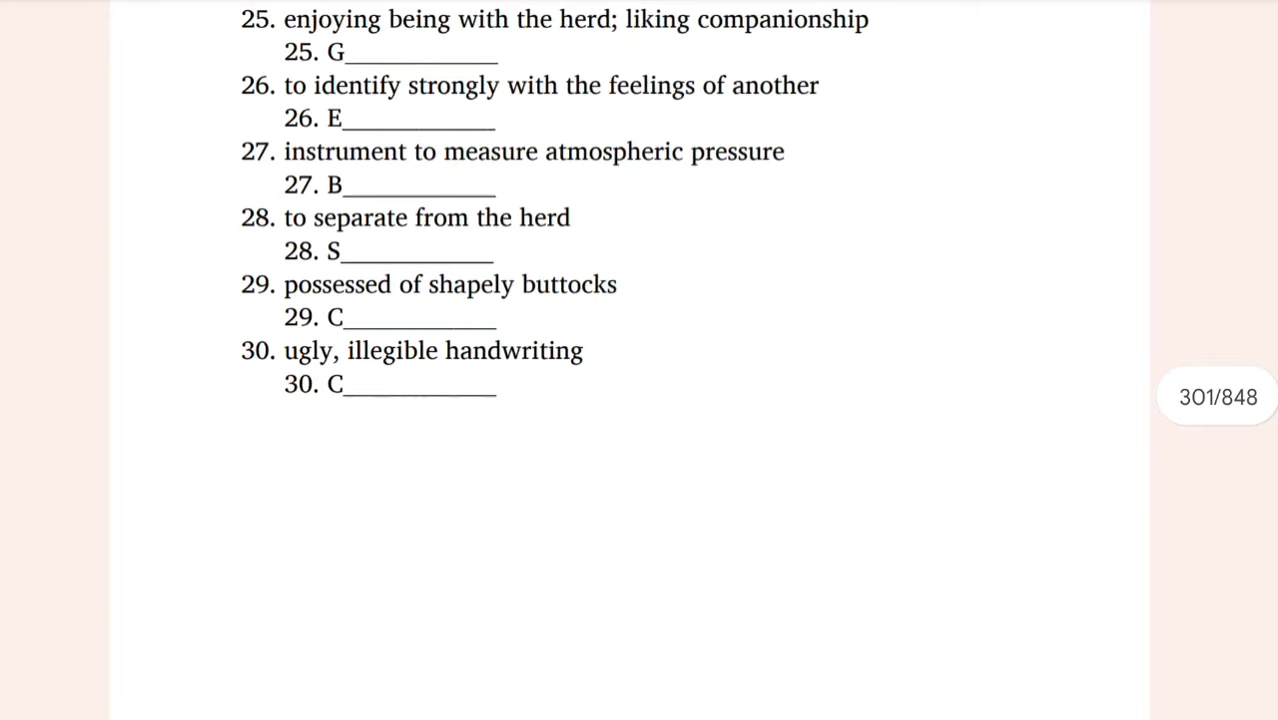 25. enjoying being with the herd; liking companionship
25. G____________
26. to identify strongly with the feelings of another
26. E____________
27. instrument to measure atmospheric pressure
27. B____________
28. to separate from the herd
28. S____________
29. possessed of shapely buttocks
29. C____________
30. ugly, illegible handwriting
30. C____________
301/848